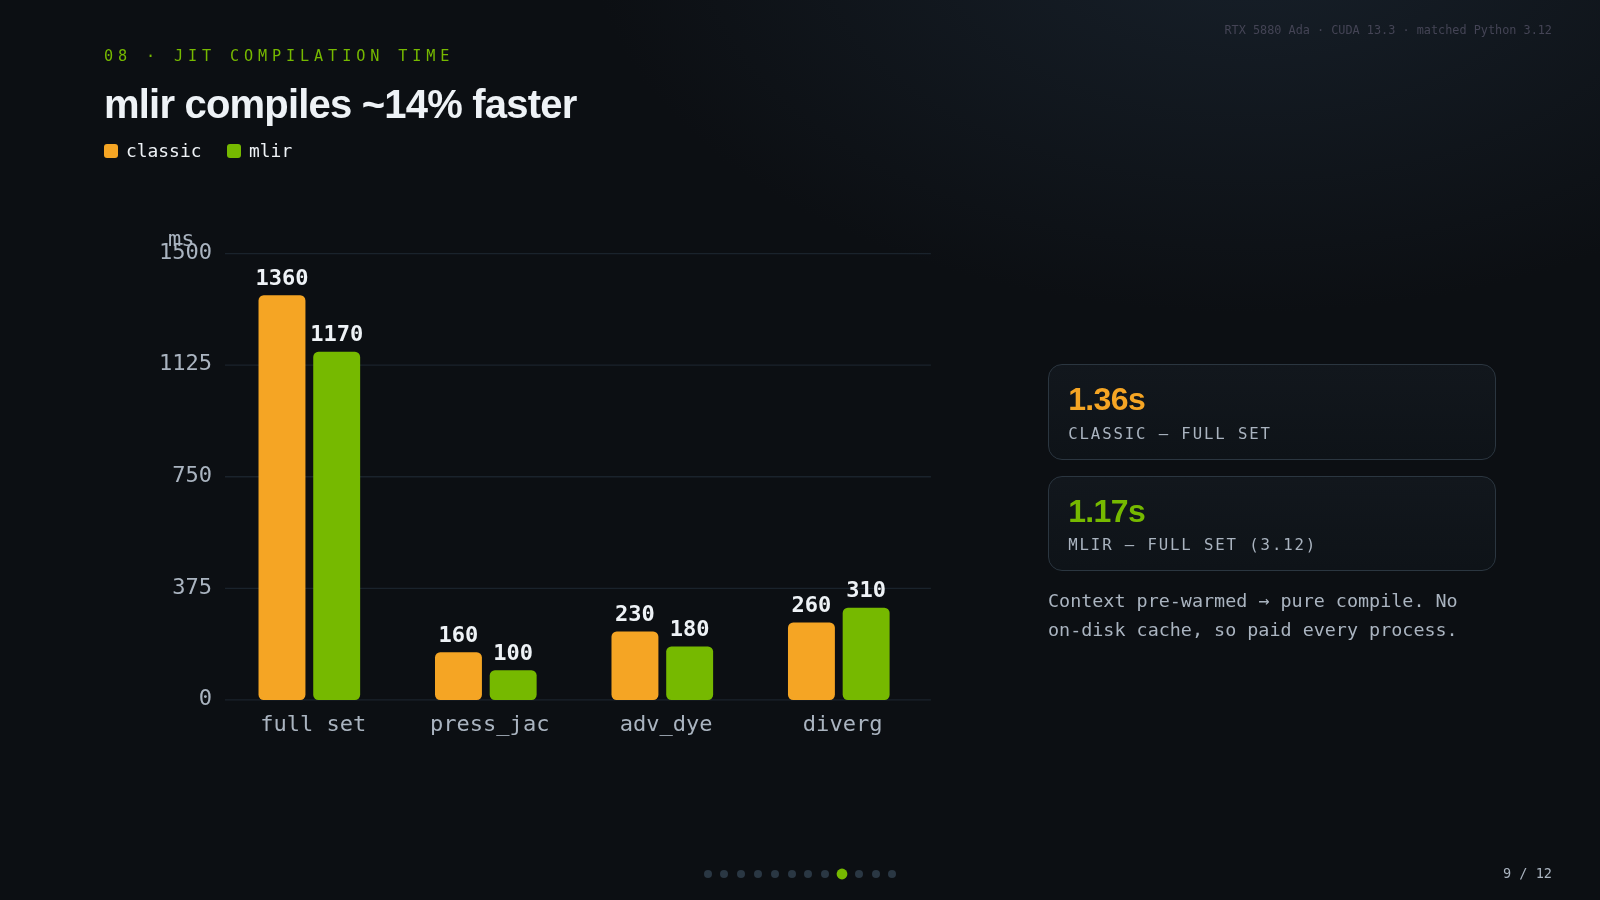 RTX 5880 Ada · CUDA 13.3 · matched Python 3.12
08 · JIT COMPILATION TIME
mlir compiles ~14% faster
classic mlir
ms
1500
1360
1170
1125
750
375
0
160
100
230
180
260
310
full set press_jac adv_dye diverg
1.36s
CLASSIC — FULL SET
1.17s
MLIR — FULL SET (3.12)
Context pre-warmed → pure compile. No
on-disk cache, so paid every process.
9 / 12